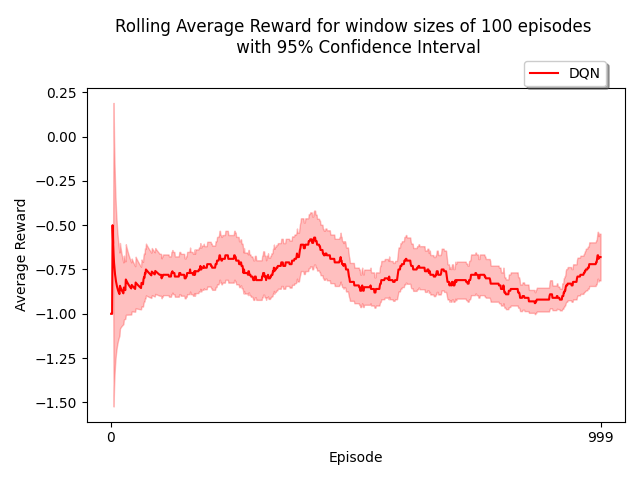 Rolling Average Reward for window sizes of 100 episodes
with 95% Confidence Interval
DQN
0.25
0.00
−0.25
−0.50
−0.75
−1.00
−1.25
−1.50
Average Reward
0
999
Episode